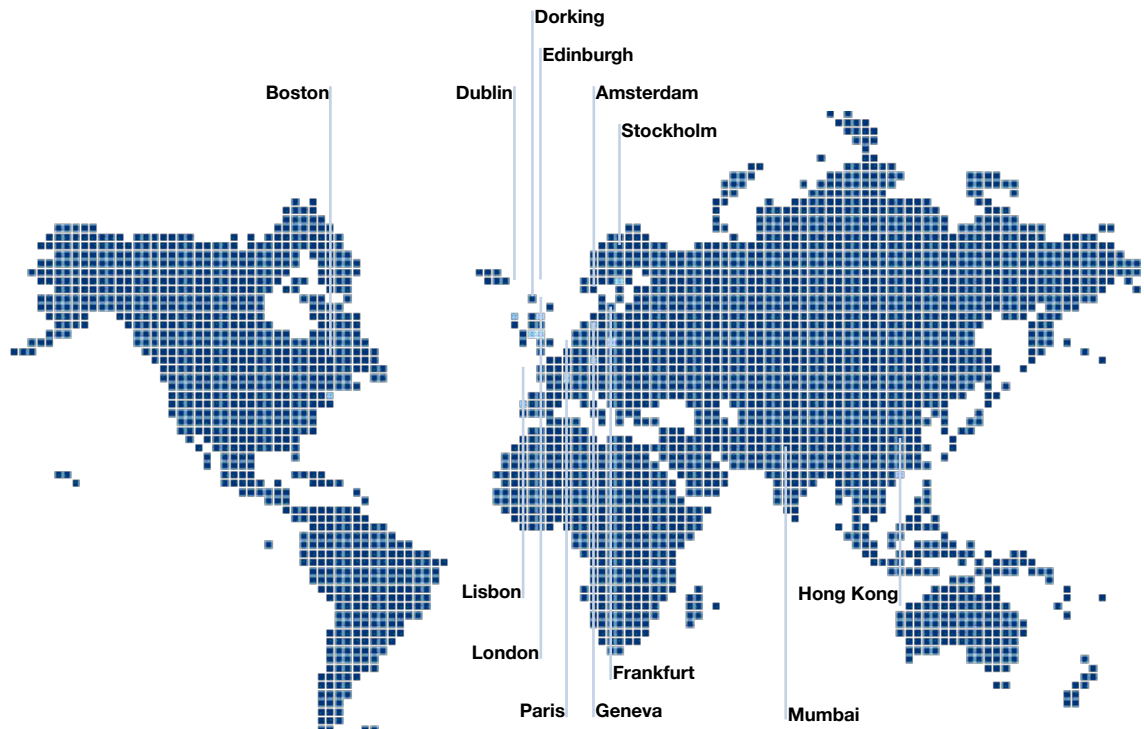 Dorking
Edinburgh
Boston
Dublin
Amsterdam
Stockholm
Lisbon
Hong Kong
London
Frankfurt
Paris
Geneva
Mumbai